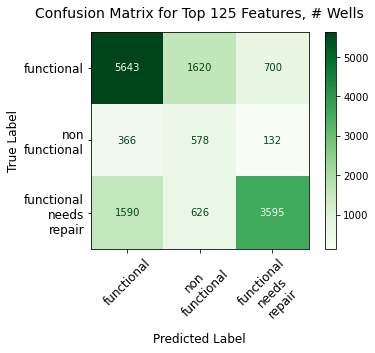 Confusion Matrix for Top 125 Features, # Wells
functional
5643 1620 700
5000
4000
True Label
non
functional
366 578 132
3000
2000
functional
needs
repair
1590 626 3595
1000
functional
non
functional
functional
needs
repair
Predicted Label